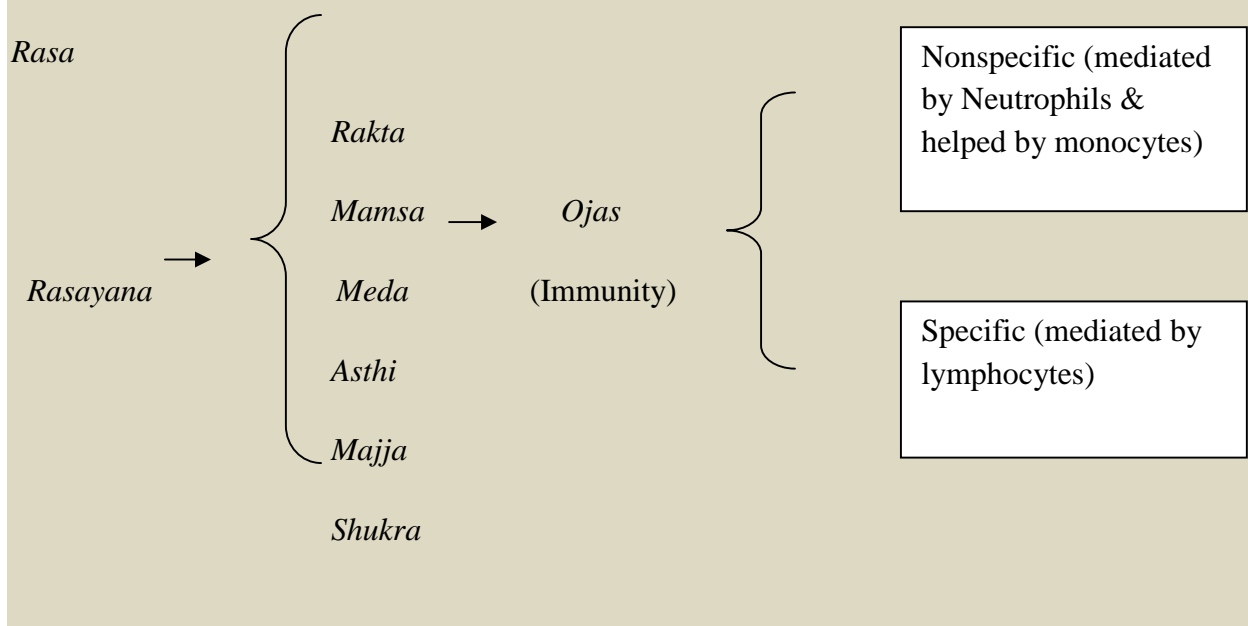 Rasa
Rakta
Mamsa
Meda
Asthi
Majja
Shukra
Rasayana
Ojas
(Immunity)
Nonspecific (mediated
by Neutrophils &
helped by monocytes)
Specific (mediated by
lymphocytes)